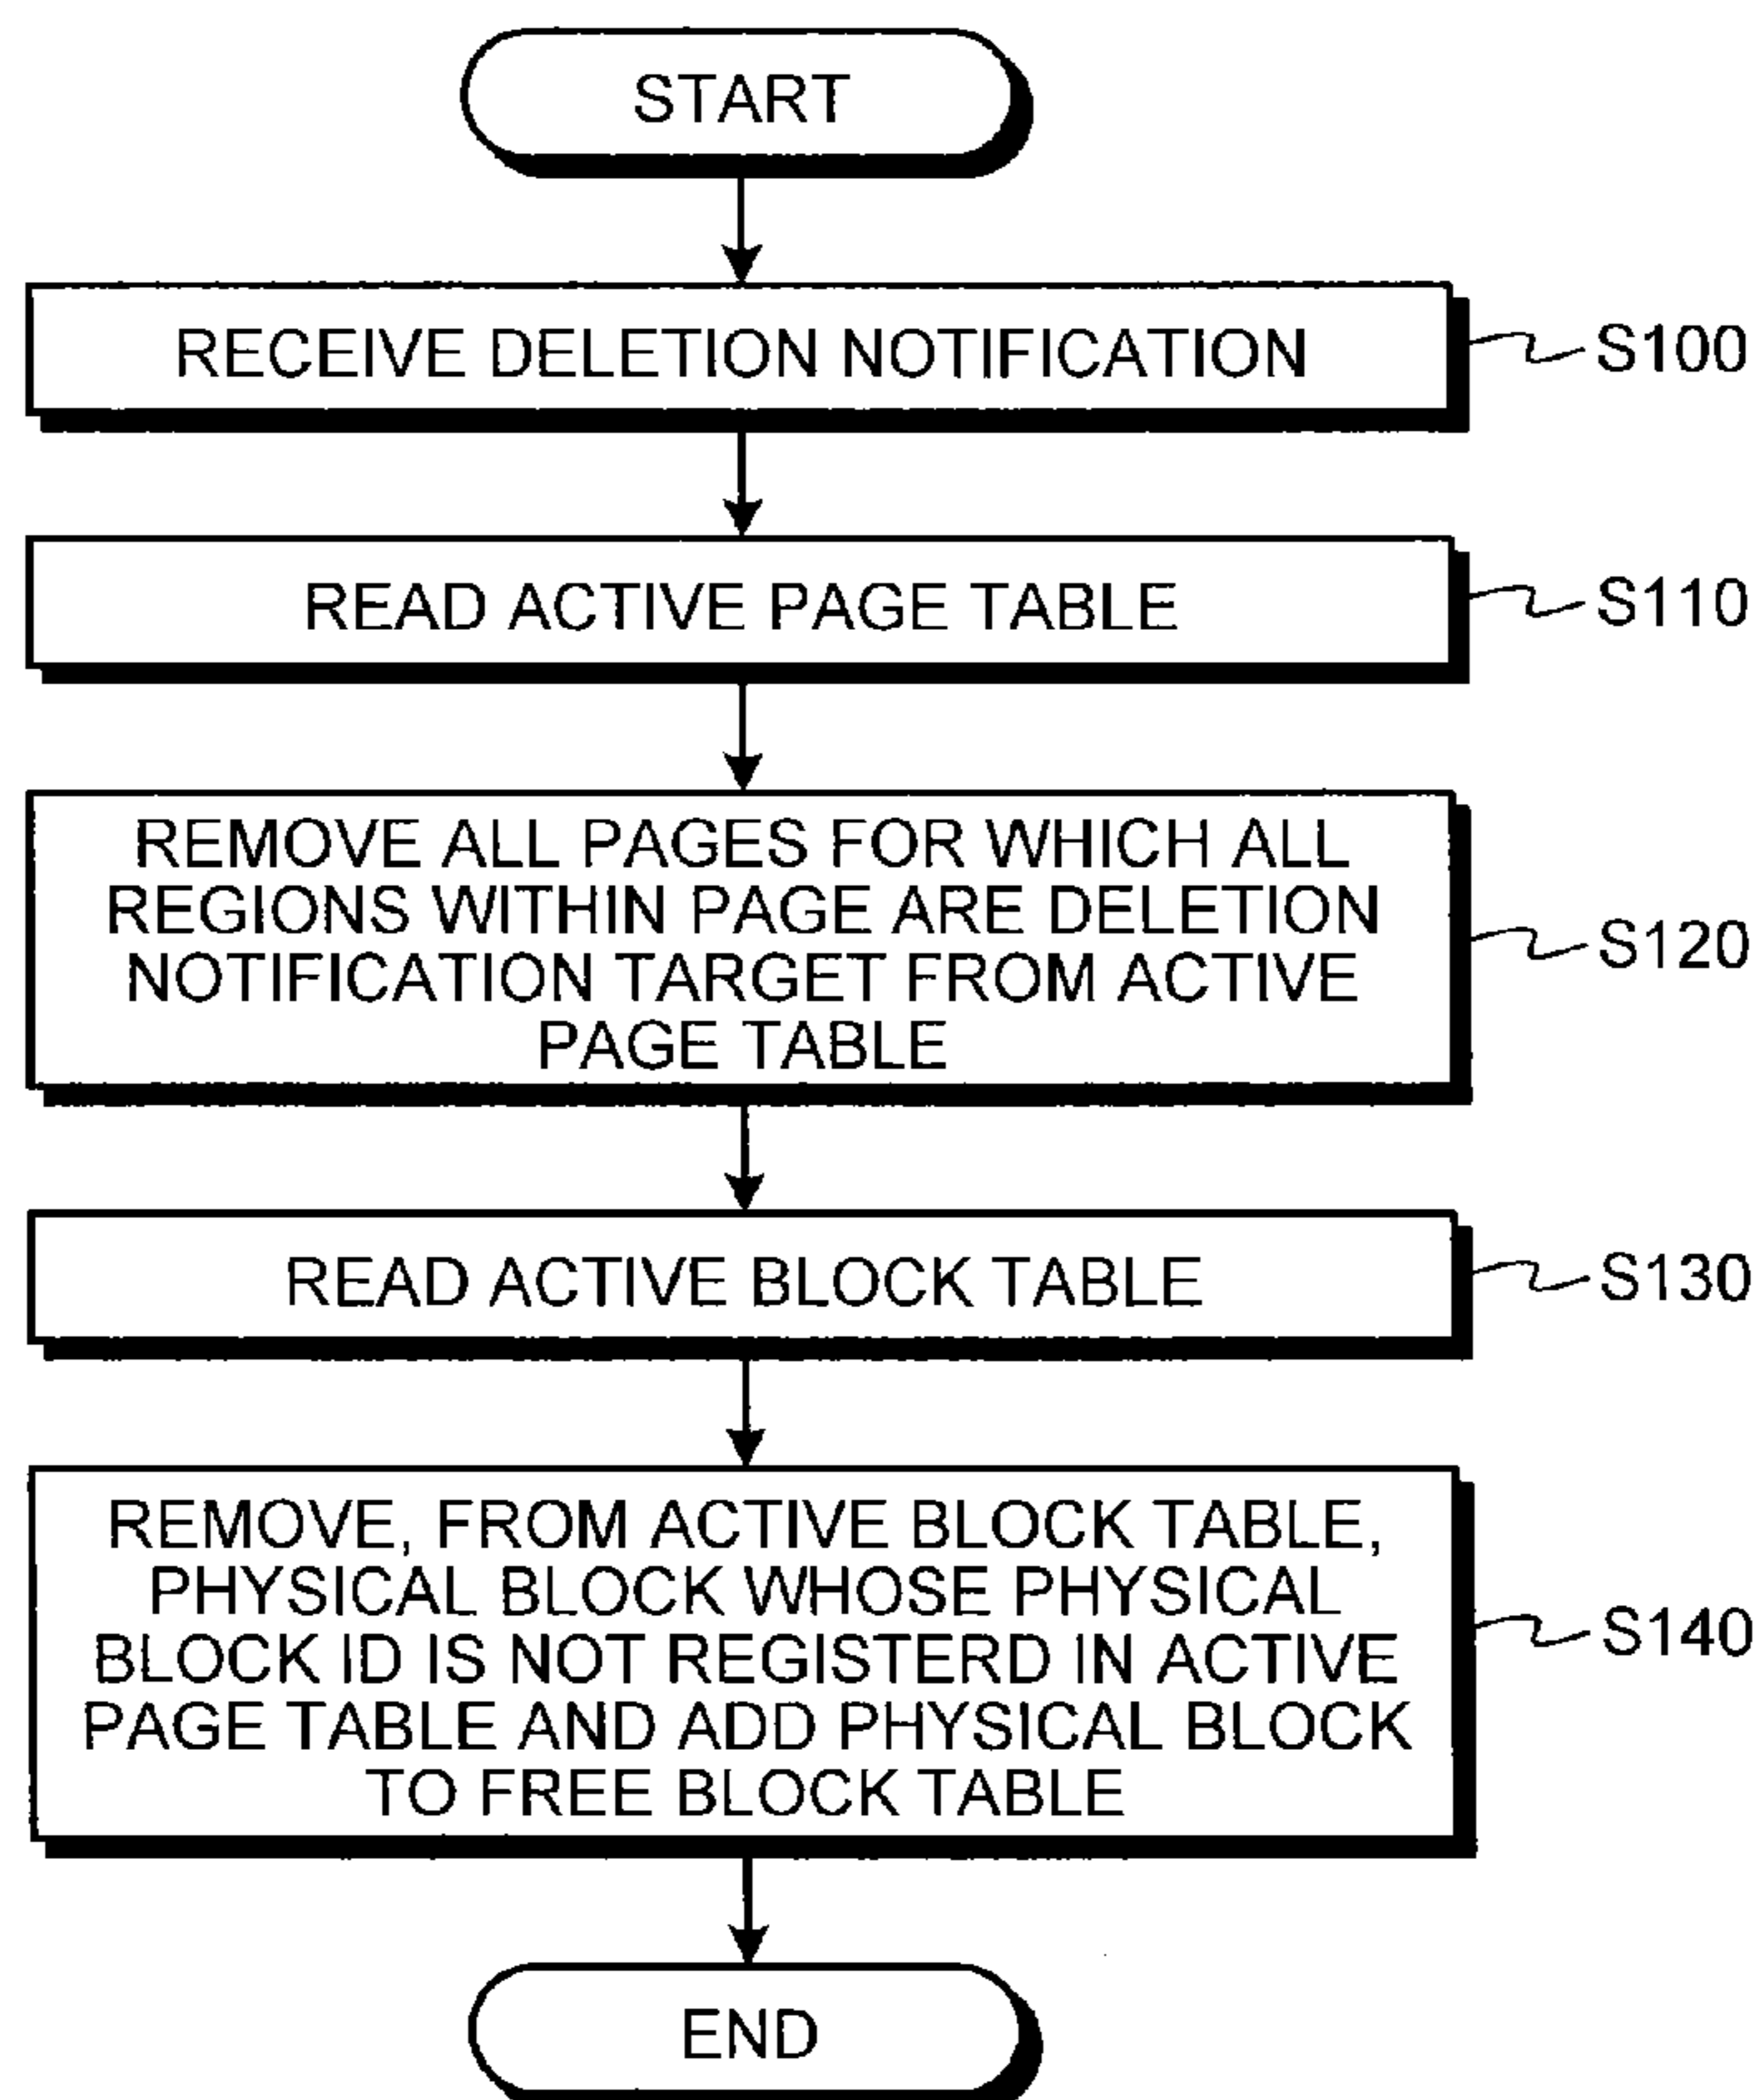 START
RECEIVE DELETION NOTIFICATION
S100
READ ACTIVE PAGE TABLE
S110
REMOVE ALL PAGES FOR WHICH ALL
REGIONS WITHIN PAGE ARE DELETION
NOTIFICATION TARGET FROM ACTIVE
PAGE TABLE
S120
READ ACTIVE BLOCK TABLE
S130
REMOVE, FROM ACTIVE BLOCK TABLE,
PHYSICAL BLOCK WHOSE PHYSICAL
BLOCK ID IS NOT REGISTERD IN ACTIVE
PAGE TABLE AND ADD PHYSICAL BLOCK
TO FREE BLOCK TABLE
S140
END